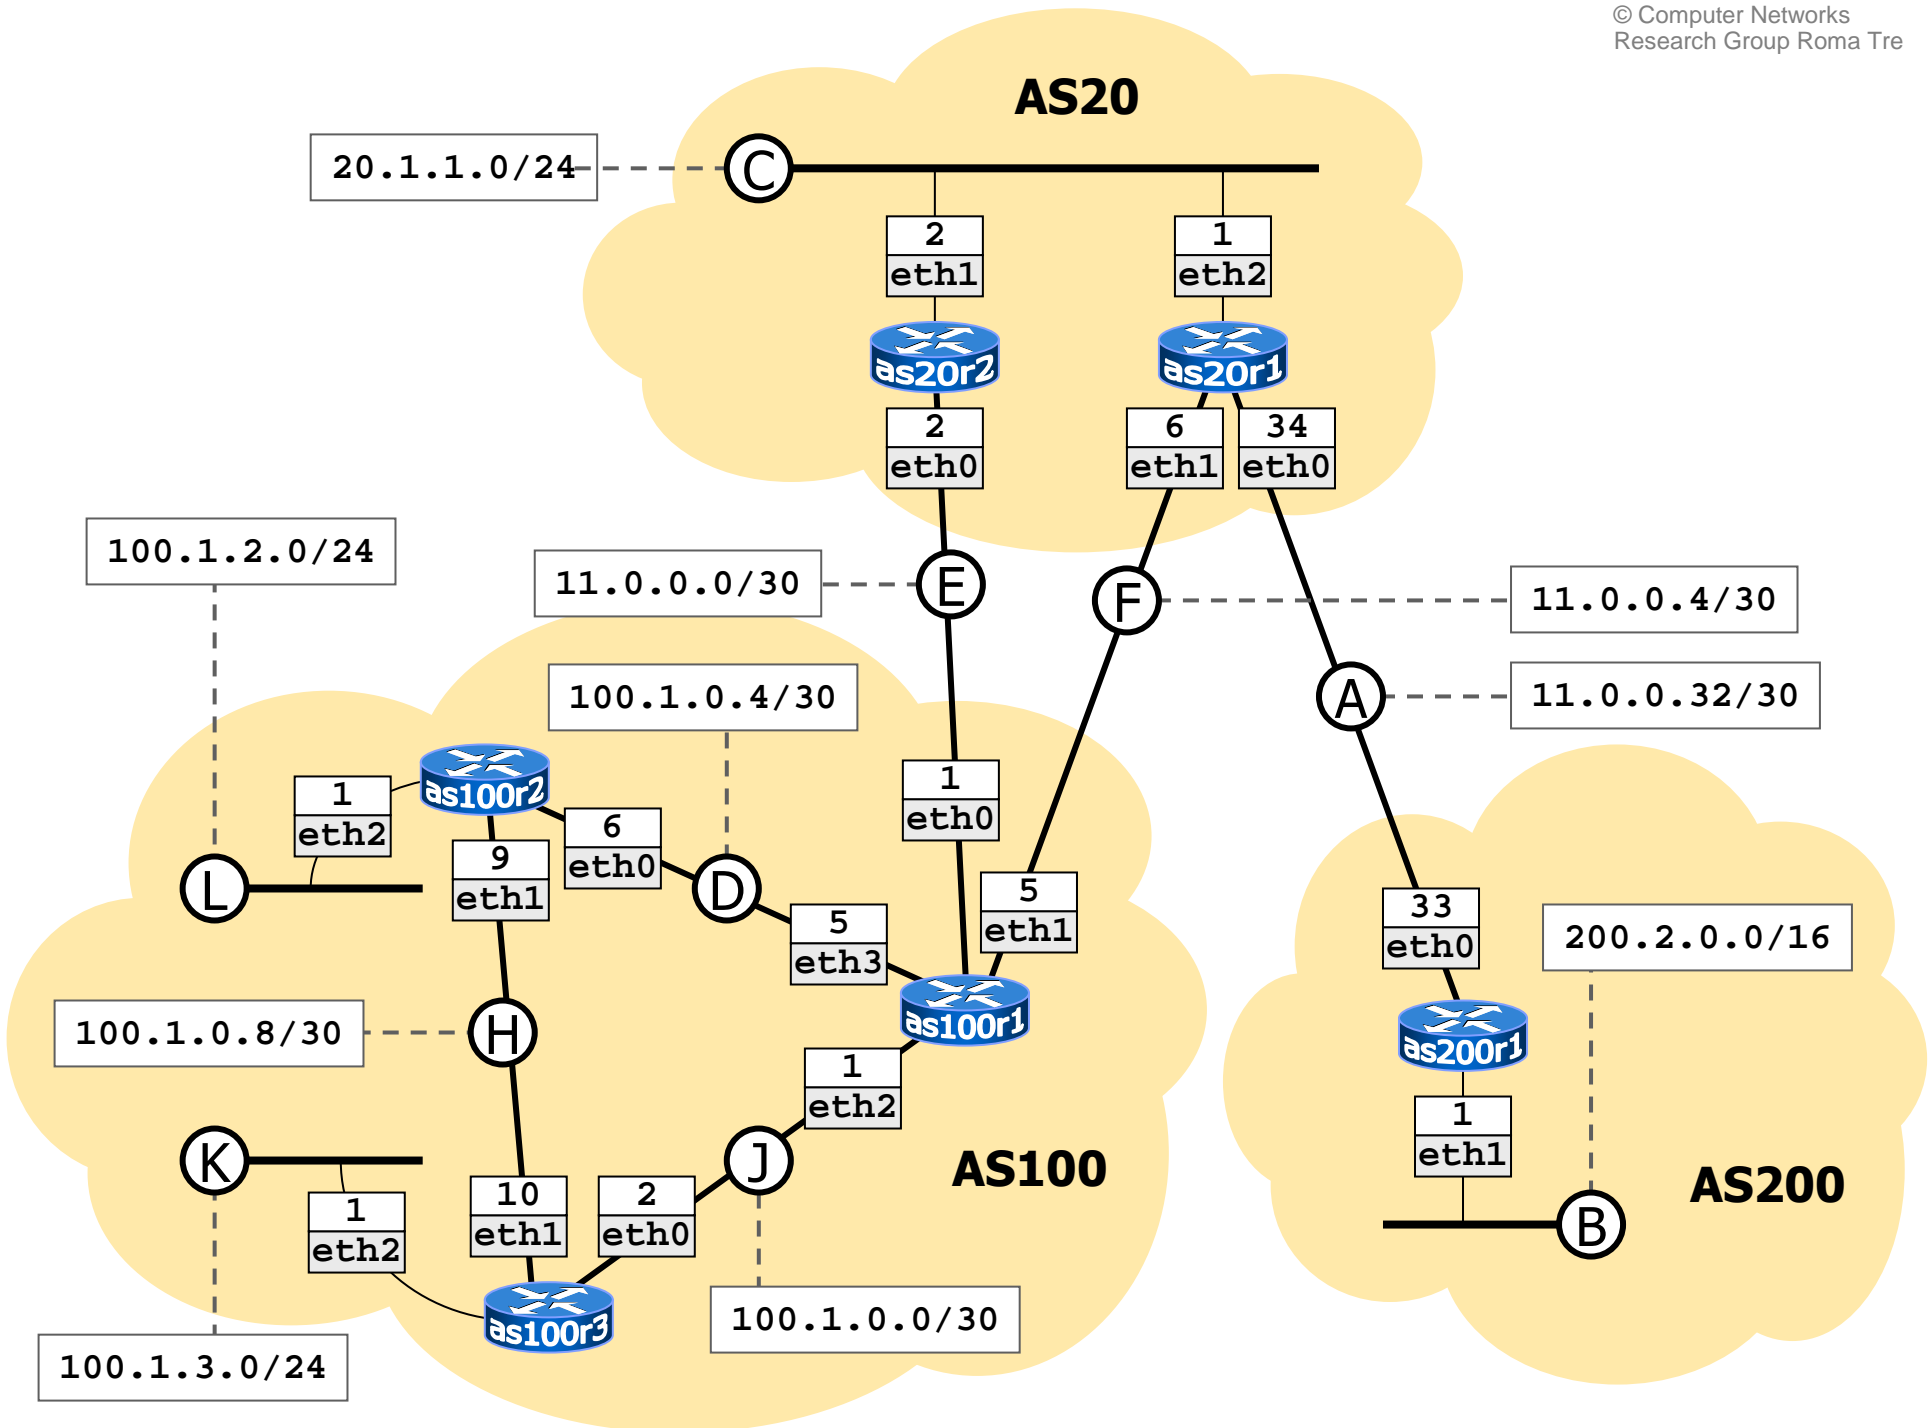 © Computer Networks
Research Group Roma Tre
AS20
20.1.1.0/24
C
2
eth1
1
eth2
as20r2
as20r1
2
eth0
6
eth1
34
eth0
100.1.2.0/24
11.0.0.0/30
E
F
11.0.0.4/30
100.1.0.4/30
A
11.0.0.32/30
as100r2
1
eth2
6
eth0
1
eth0
9
eth1
L
D
5
eth1
5
eth3
33
eth0
200.2.0.0/16
100.1.0.8/30
H
as100r1
as200r1
1
eth2
1
eth1
K
J
AS100
AS200
10
eth1
2
eth0
1
eth2
B
as100r3
100.1.0.0/30
100.1.3.0/24